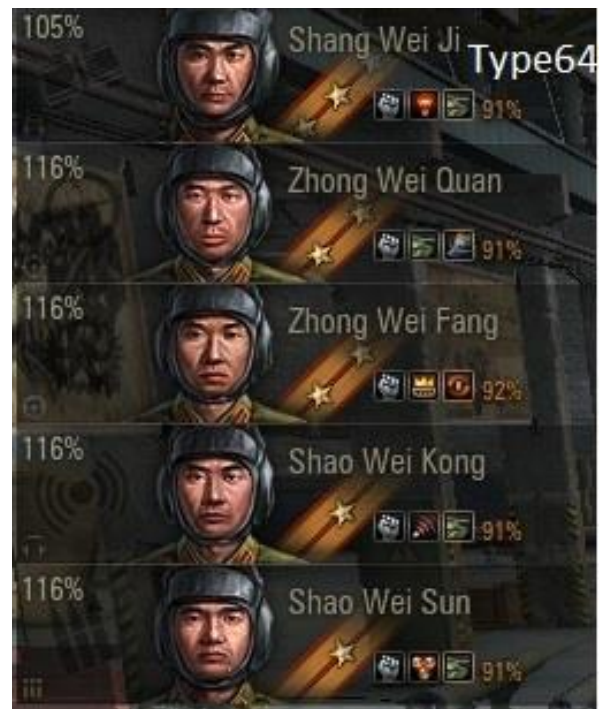 105%
Shang Wei Ji
Type64
91%
116%
Zhong Wei Quan
91%
116%
Zhong Wei Fang
92%
116%
Shao Wei Kong
91%
116%
Shao Wei Sun
91%